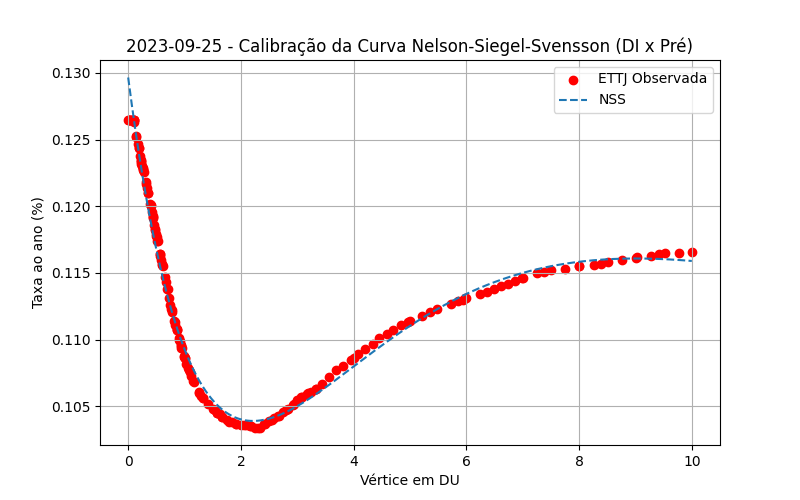 2023-09-25 - Calibração da Curva Nelson-Siegel-Svensson (DI x Pré)
ETTJ Observada
NSS
Taxa ao ano (%)
0.130
0.125
0.120
0.115
0.110
0.105
0
2
4
6
8
10
Vértice em DU